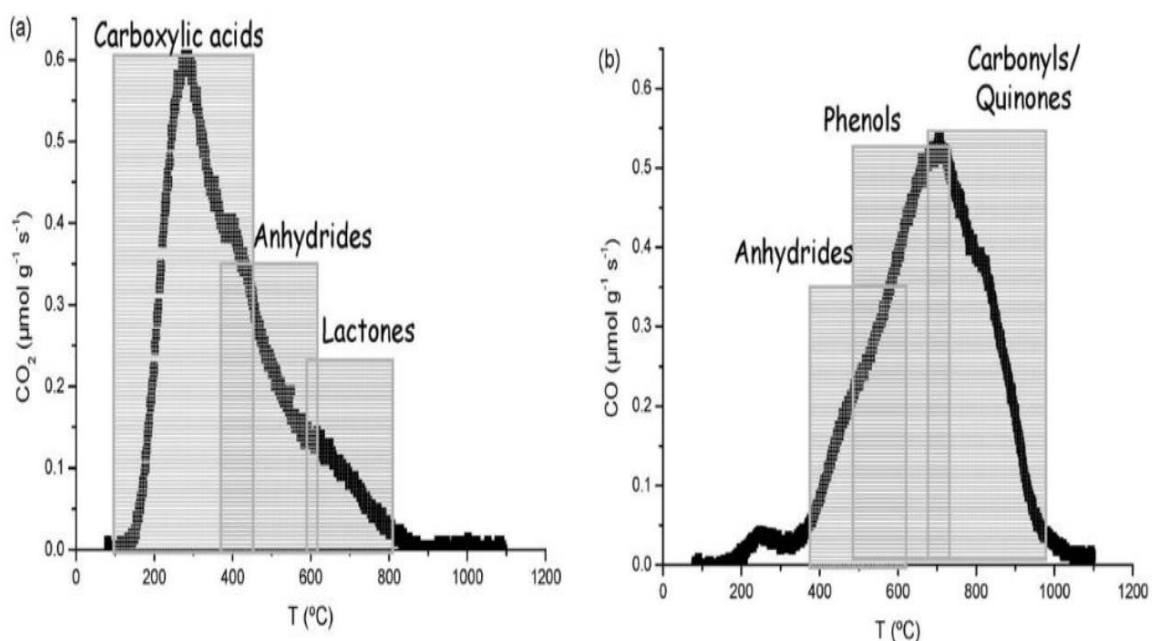 (a)
Carboxylic acids
Anhydrides
Lactones
CO₂ (μmol g⁻¹ s⁻¹)
0.6
0.5
0.4
0.3
0.2
0.1
0.0
0 200 400 600 800 1000 1200
T (ºC)
(b)
Carbonyls/
Quinones
Phenols
Anhydrides
CO (μmol g⁻¹ s⁻¹)
0.6
0.5
0.4
0.3
0.2
0.1
0.0
0 200 400 600 800 1000 1200
T (ºC)